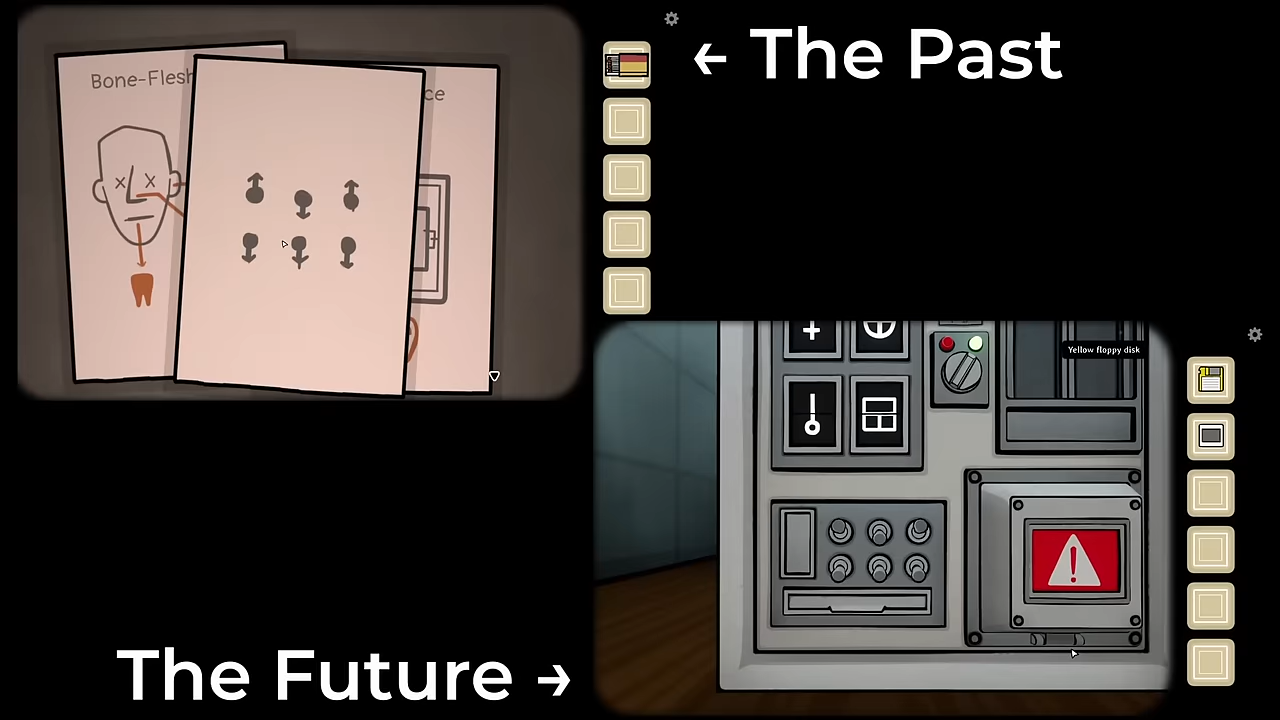 ← The Past
Bone-Flesh
ce
Yellow floppy disk
The Future →